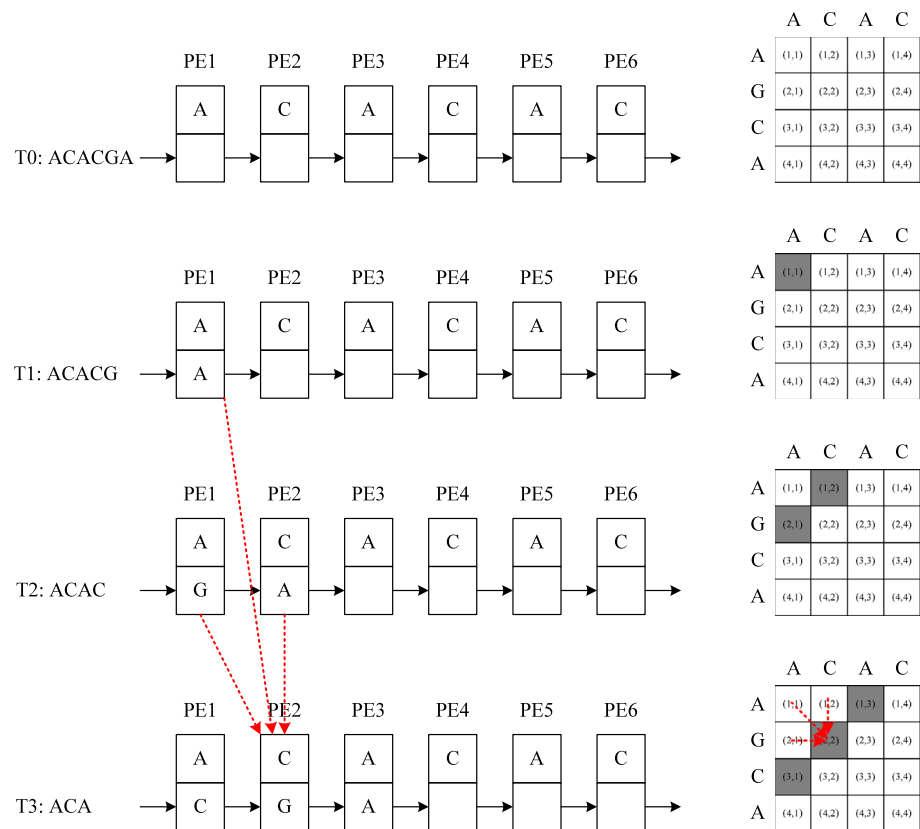 A C A C
PE1 PE2 PE3 PE4 PE5 PE6
A (1,1) (1,2) (1,3) (1,4)
A C A C A C
G (2,1) (2,2) (2,3) (2,4)
C (3,1) (3,2) (3,3) (3,4)
T0: ACACGA
A (4,1) (4,2) (4,3) (4,4)
A C A C
PE1 PE2 PE3 PE4 PE5 PE6
A (1,1) (1,2) (1,3) (1,4)
A C A C A C
G (2,1) (2,2) (2,3) (2,4)
C (3,1) (3,2) (3,3) (3,4)
T1: ACACG A
A (4,1) (4,2) (4,3) (4,4)
A C A C
PE1 PE2 PE3 PE4 PE5 PE6
A (1,1) (1,2) (1,3) (1,4)
A C A C A C
G (2,1) (2,2) (2,3) (2,4)
C (3,1) (3,2) (3,3) (3,4)
T2: ACAC G A
A (4,1) (4,2) (4,3) (4,4)
A C A C
PE1 PE2 PE3 PE4 PE5 PE6
A (1,1) (1,2) (1,3) (1,4)
A C A C A C
G (2,1) (2,2) (2,3) (2,4)
C (3,1) (3,2) (3,3) (3,4)
T3: ACA C G A
A (4,1) (4,2) (4,3) (4,4)